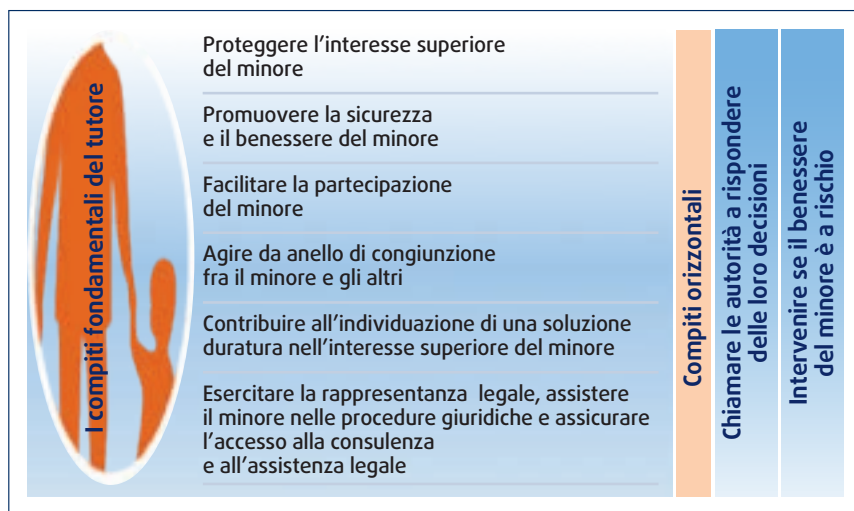 I compiti fondamentali del tutore
Proteggere l'interesse superiore
del minore
Promuovere la sicurezza
e il benessere del minore
Facilitare la partecipazione
del minore
Agire da anello di congiunzione
fra il minore e gli altri
Contribuire all'individuazione di una soluzione
duratura nell'interesse superiore del minore
Esercitare la rappresentanza legale, assistere
il minore nelle procedure giuridiche e assicurare
l'accesso alla consulenza
e all'assistenza legale
Compiti orizzontali
Chiamare le autorità a rispondere
delle loro decisioni
Intervenire se il benessere
del minore è a rischio